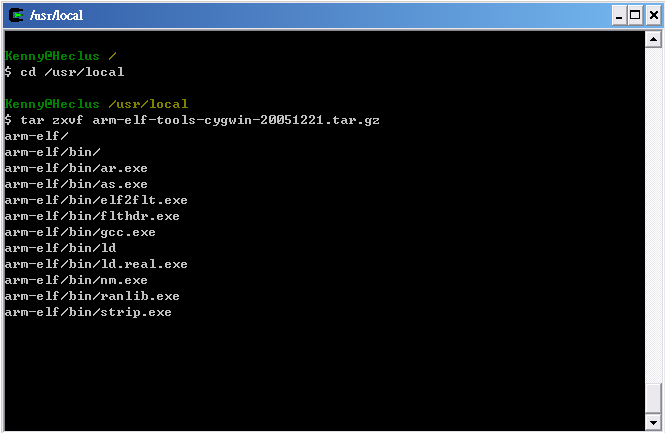 /usr/local
Kenny@Heclus /
$ cd /usr/local
Kenny@Heclus /usr/local
$ tar zxvf arm-elf-tools-cygwin-20051221.tar.gz
arm-elf/
arm-elf/bin/
arm-elf/bin/ar.exe
arm-elf/bin/as.exe
arm-elf/bin/elf2flt.exe
arm-elf/bin/flthdr.exe
arm-elf/bin/gcc.exe
arm-elf/bin/ld
arm-elf/bin/ld.real.exe
arm-elf/bin/nm.exe
arm-elf/bin/ranlib.exe
arm-elf/bin/strip.exe